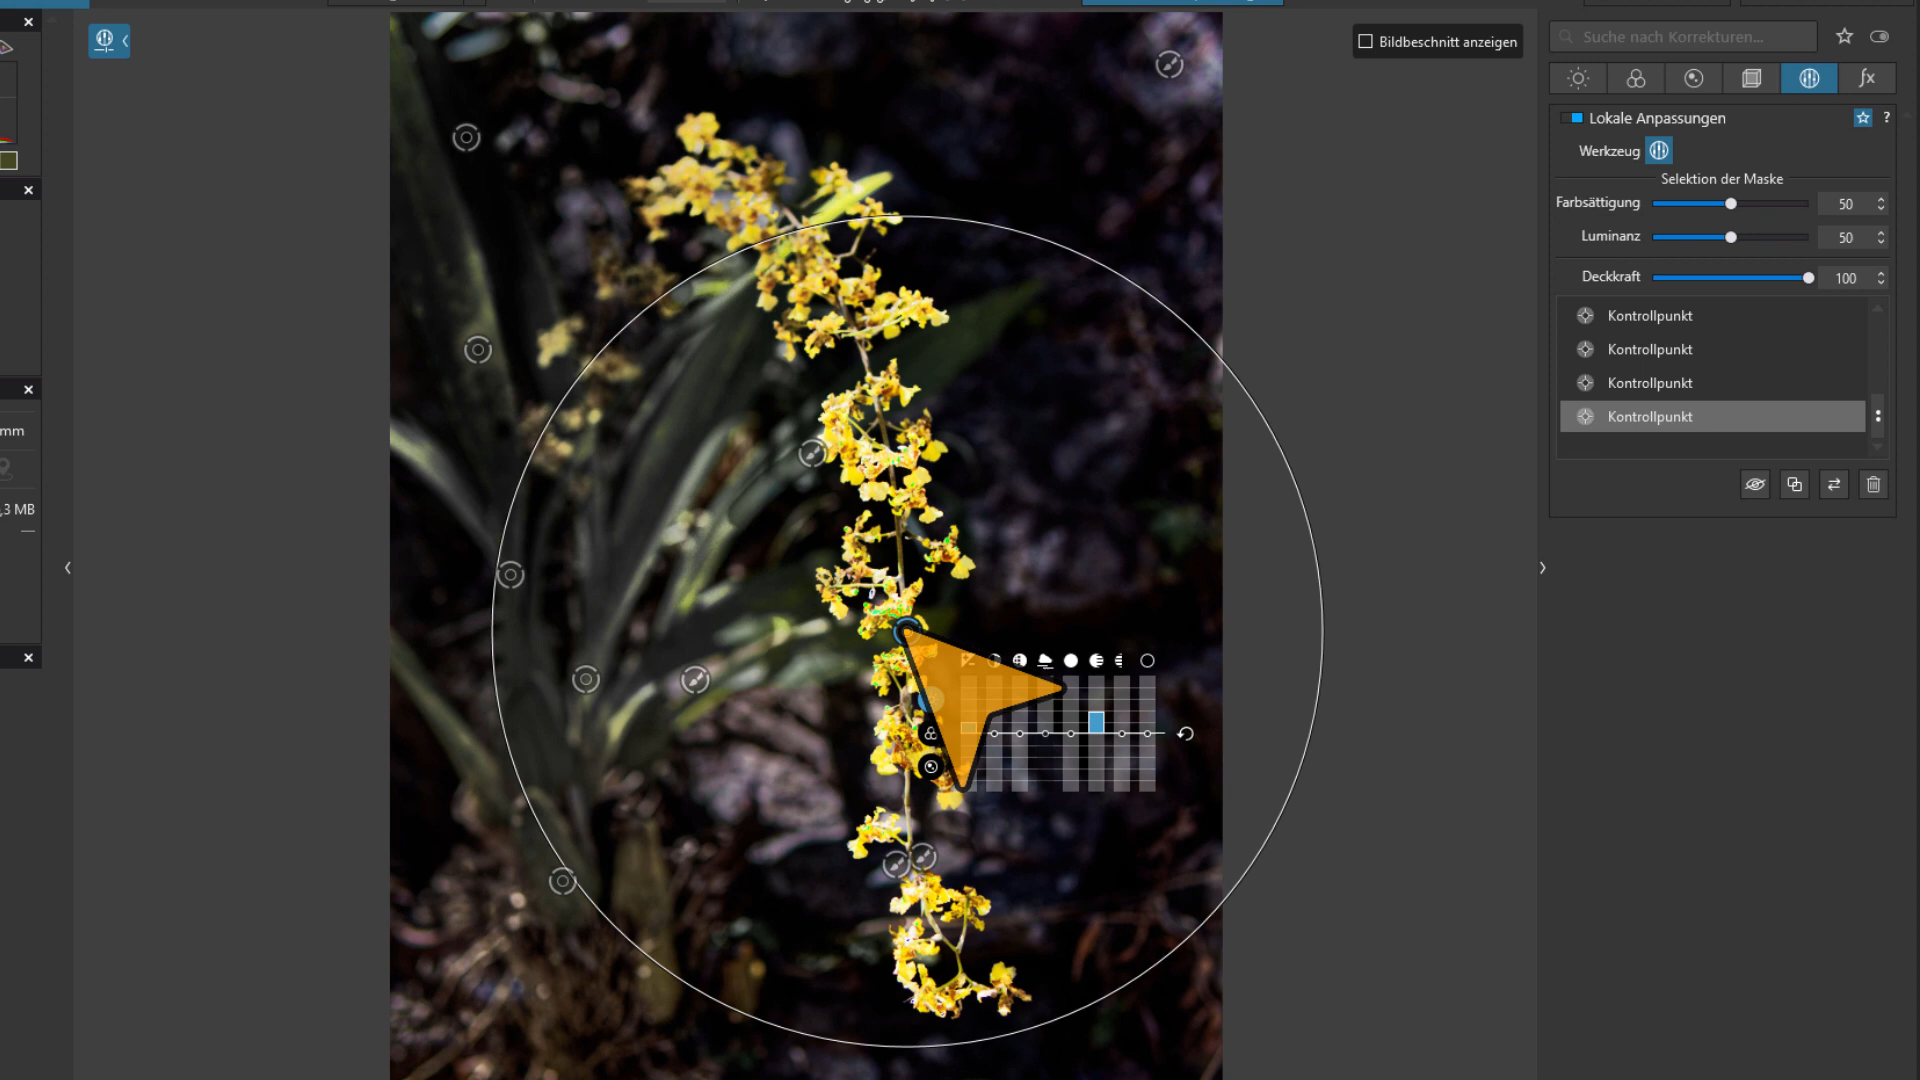 Bildbeschnitt anzeigen
Suche nach Korrekturen...
fx
Lokale Anpassungen
?
Werkzeug
Selektion der Maske
Farbsättigung 50
Luminanz 50
Deckkraft 100
Kontrollpunkt
Kontrollpunkt
Kontrollpunkt
Kontrollpunkt
mm
,3 MB